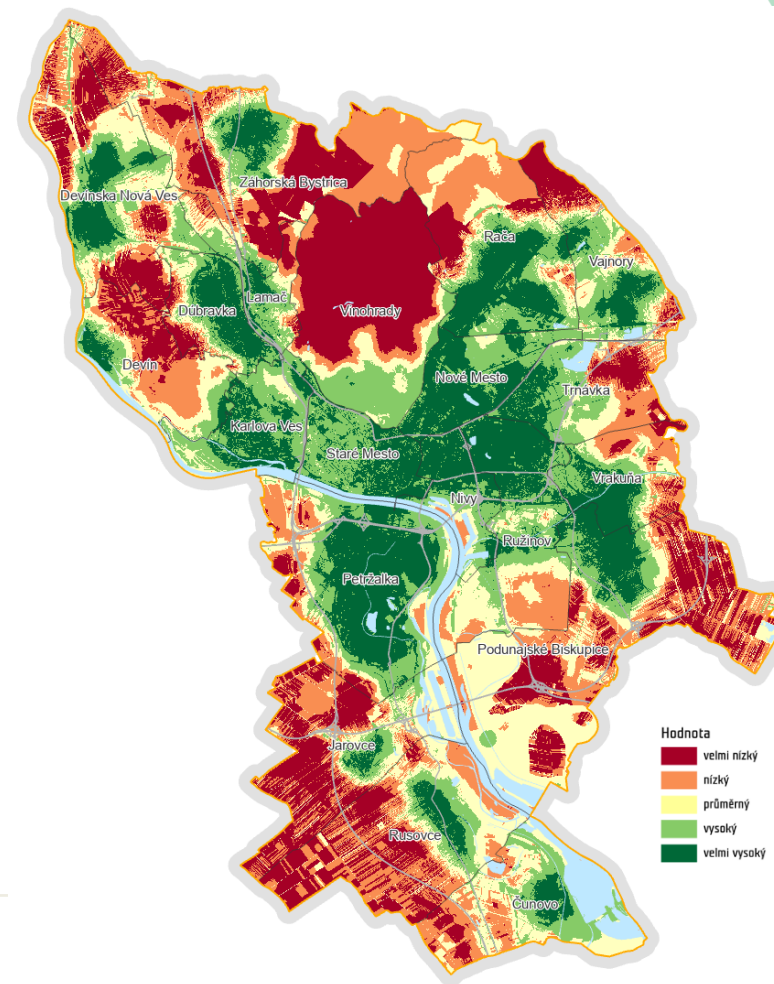 Devínska Nová Ves
Záhorská Bystrica
Rača
Vajnory
Lamač
Dúbravka
Vinohrady
Devín
Nové Mesto
Trnávka
Karlova Ves
Staré Mesto
Vrakuňa
Nivy
Ružinov
Petržalka
Podunajské Biskupice
Jarovce
Rusovce
Čunovo
Hodnota
velmi nízký
nízký
průměrný
vysoký
velmi vysoký